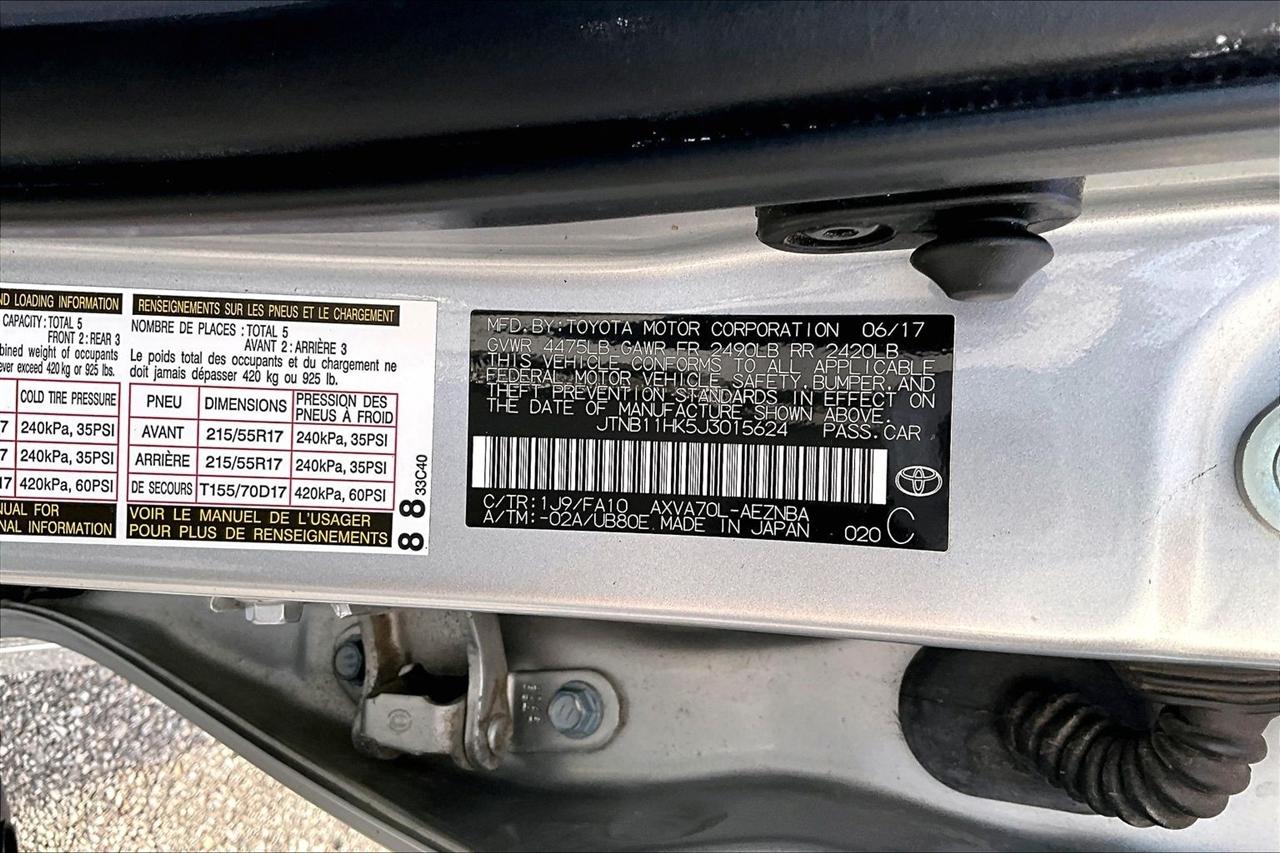 ND LOADING INFORMATION
CAPACITY: TOTAL 5
FRONT 2: REAR 3
bined weight of occupants
ever exceed 420 kg or 925 lbs.
COLD TIRE PRESSURE
7 240kPa, 35PSI
7 240kPa, 35PSI
17 420kPa, 60PSI
NUAL FOR
NAL INFORMATION
RENSEIGNEMENTS SUR LES PNEUS ET LE CHARGEMENT
NOMBRE DE PLACES : TOTAL 5
AVANT 2: ARRIÈRE 3
Le poids total des occupants et du chargement ne
doit jamais dépasser 420 kg ou 925 lb.
PNEU DIMENSIONS PRESSION DES PNEUS À FROID
AVANT 215/55R17 240kPa, 35PSI
ARRIÈRE 215/55R17 240kPa, 35PSI
DE SECOURS T155/70D17 420kPa, 60PSI
VOIR LE MANUEL DE L'USAGER
POUR PLUS DE RENSEIGNEMENTS
8 8 33C40
MFD. BY: TOYOTA MOTOR CORPORATION 06/17
GVWR 4475LB GAWR FR 2490LB RR 2420LB
THIS VEHICLE CONFORMS TO ALL APPLICABLE
FEDERAL MOTOR VEHICLE SAFETY, BUMPER, AND
THEFT PREVENTION STANDARDS IN EFFECT ON
THE DATE OF MANUFACTURE SHOWN ABOVE.
JTNB11HK5J3015624 PASS. CAR
C/TR: 1J9/FA10 AXVA70L-AEZNBA
A/TM: -02A/UB80E MADE IN JAPAN 020 C